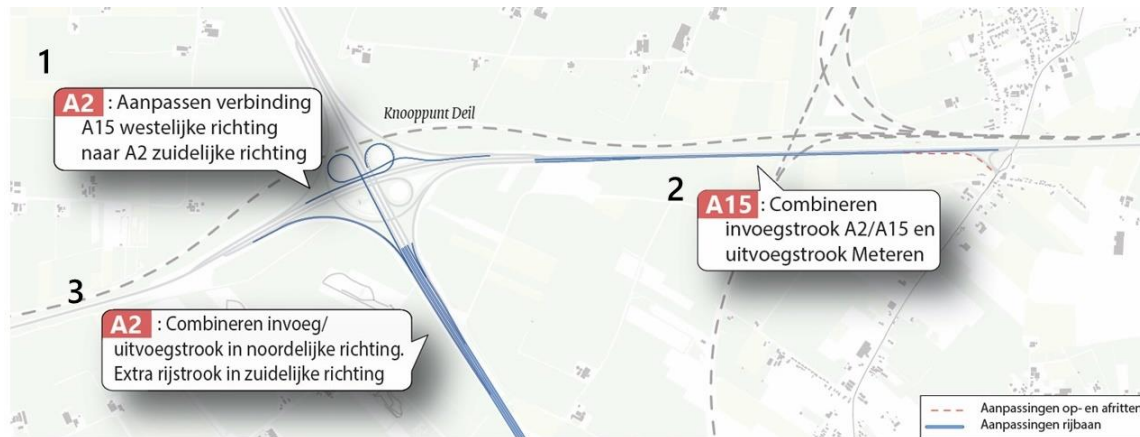 1
A2 : Aanpassen verbinding
A15 westelijke richting
naar A2 zuidelijke richting
Knooppunt Deil
2
A15 : Combineren
invoegstrook A2/A15 en
uitvoegstrook Meteren
3
A2 : Combineren invoeg/
uitvoegstrook in noordelijke richting.
Extra rijstrook in zuidelijke richting
Aanpassingen op- en afritten
Aanpassingen rijbaan